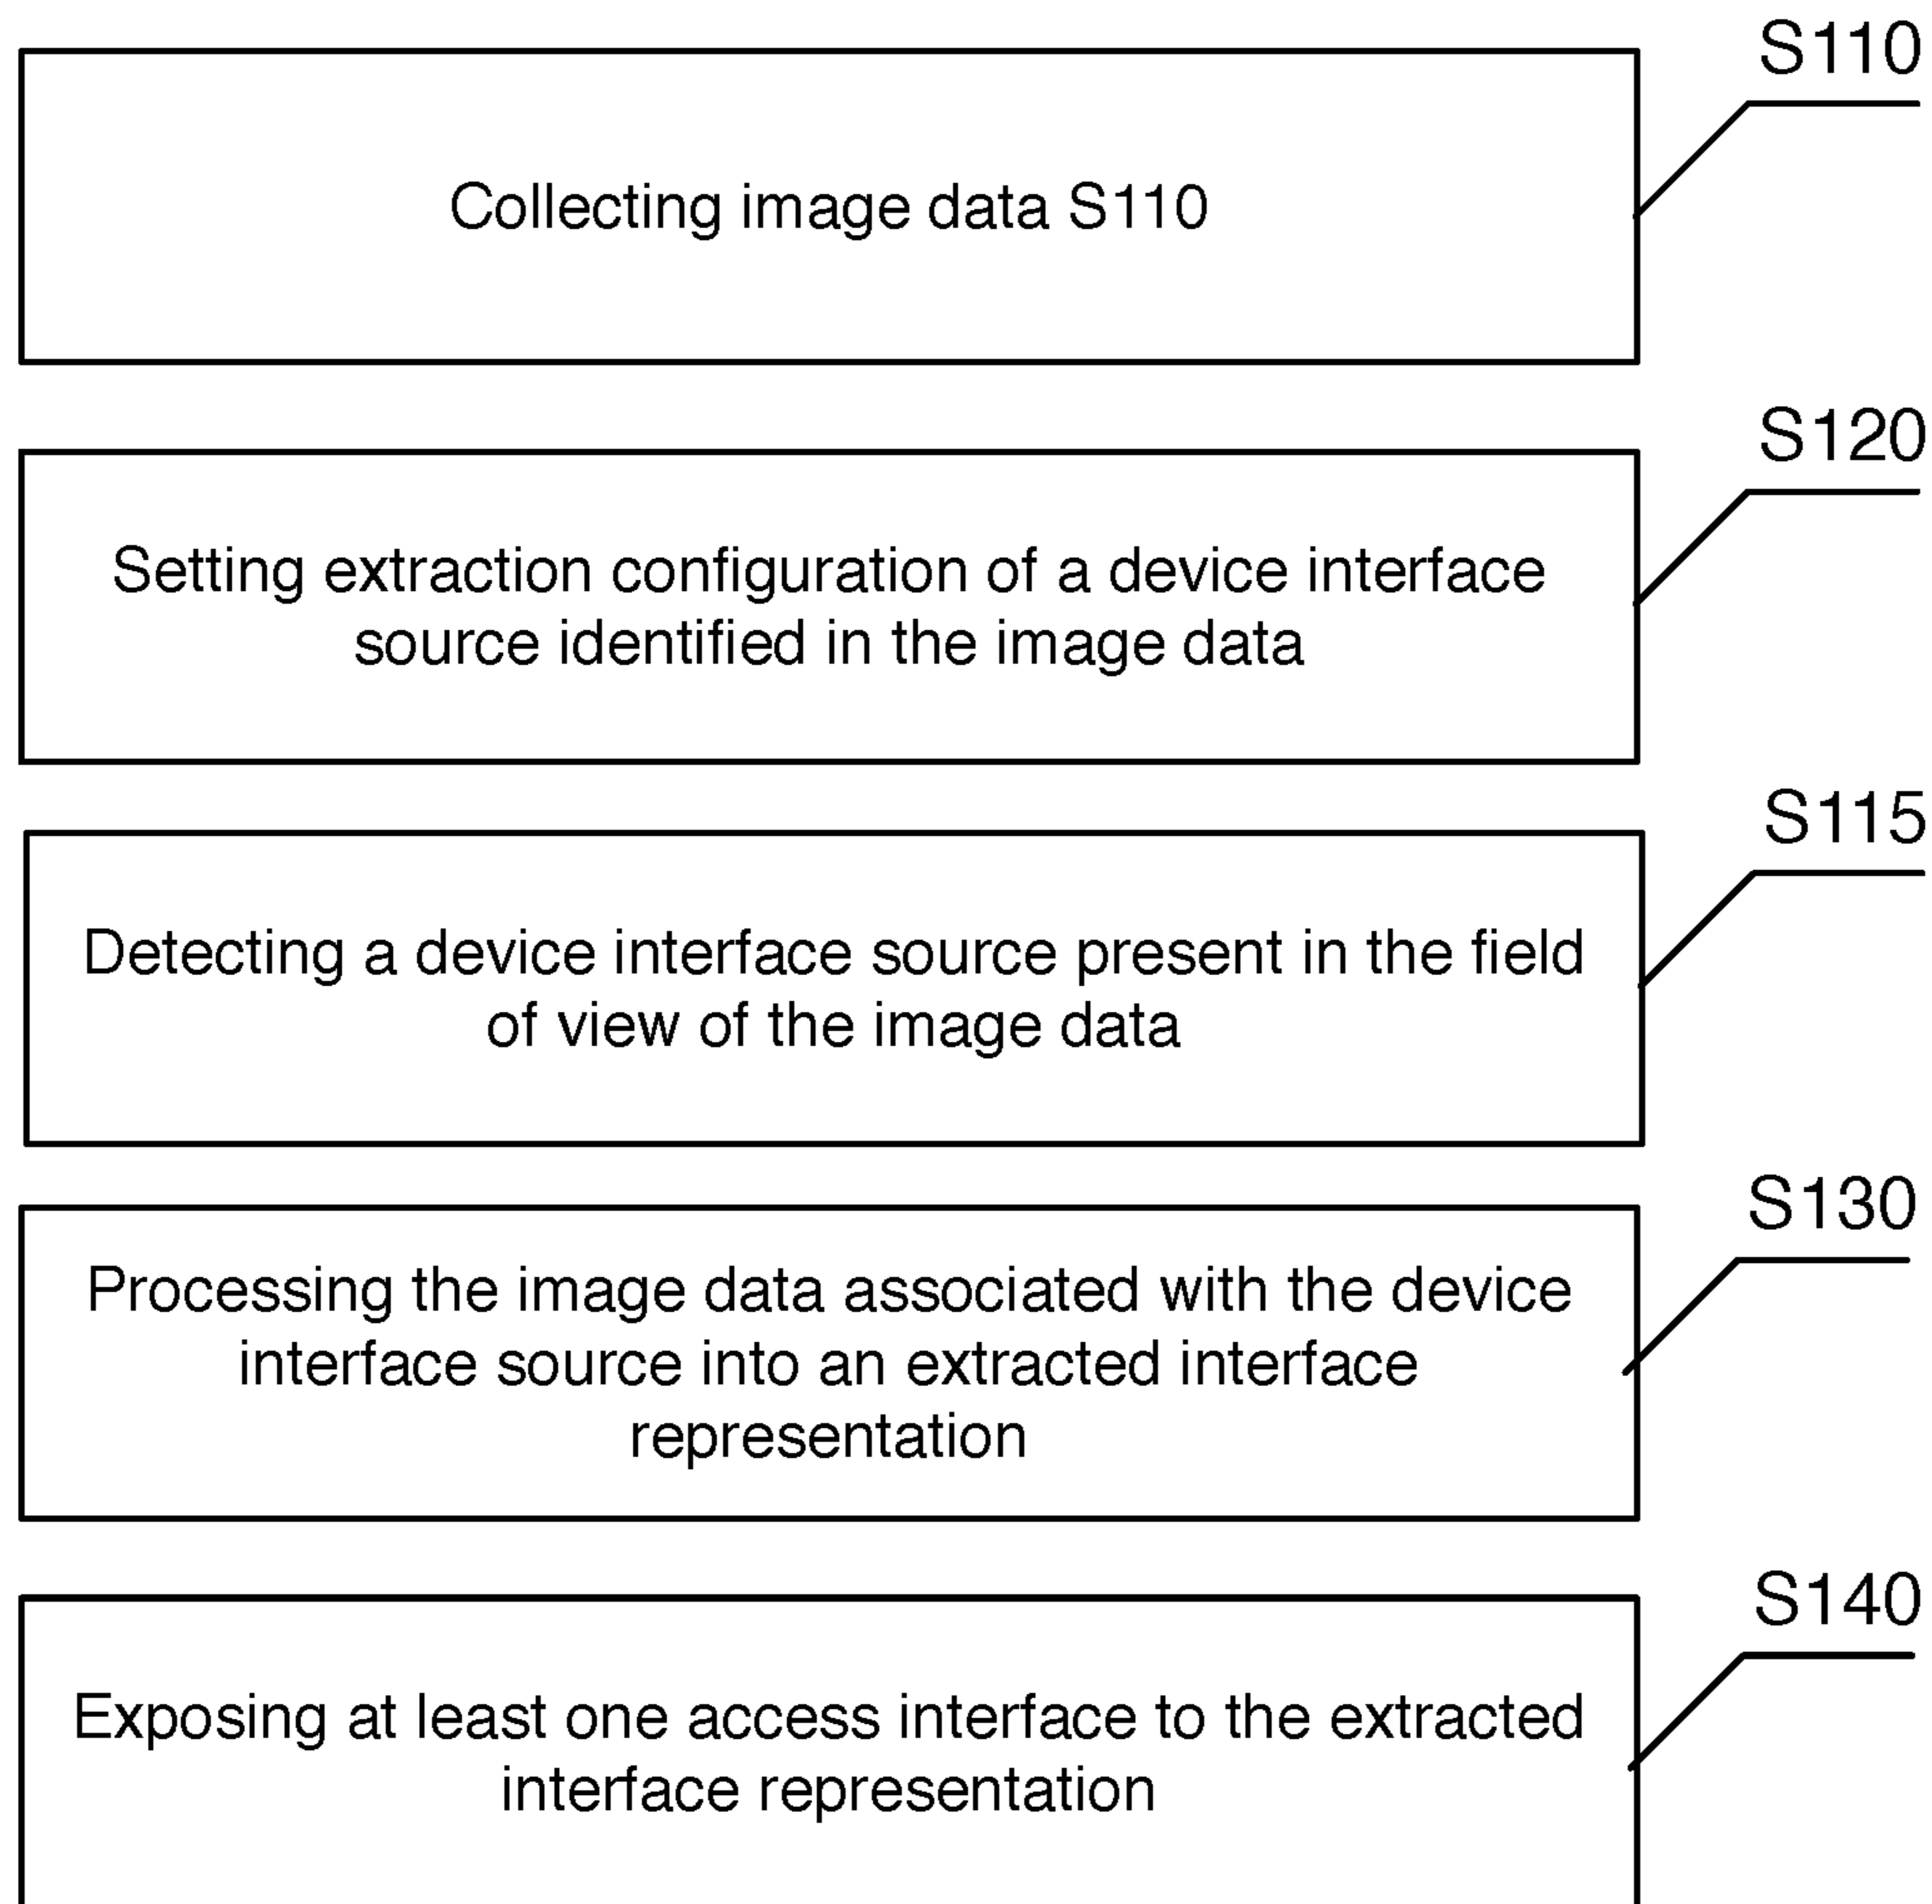 S110
Collecting image data S110
S120
Setting extraction configuration of a device interface
source identified in the image data
S115
Detecting a device interface source present in the field
of view of the image data
S130
Processing the image data associated with the device
interface source into an extracted interface
representation
S140
Exposing at least one access interface to the extracted
interface representation